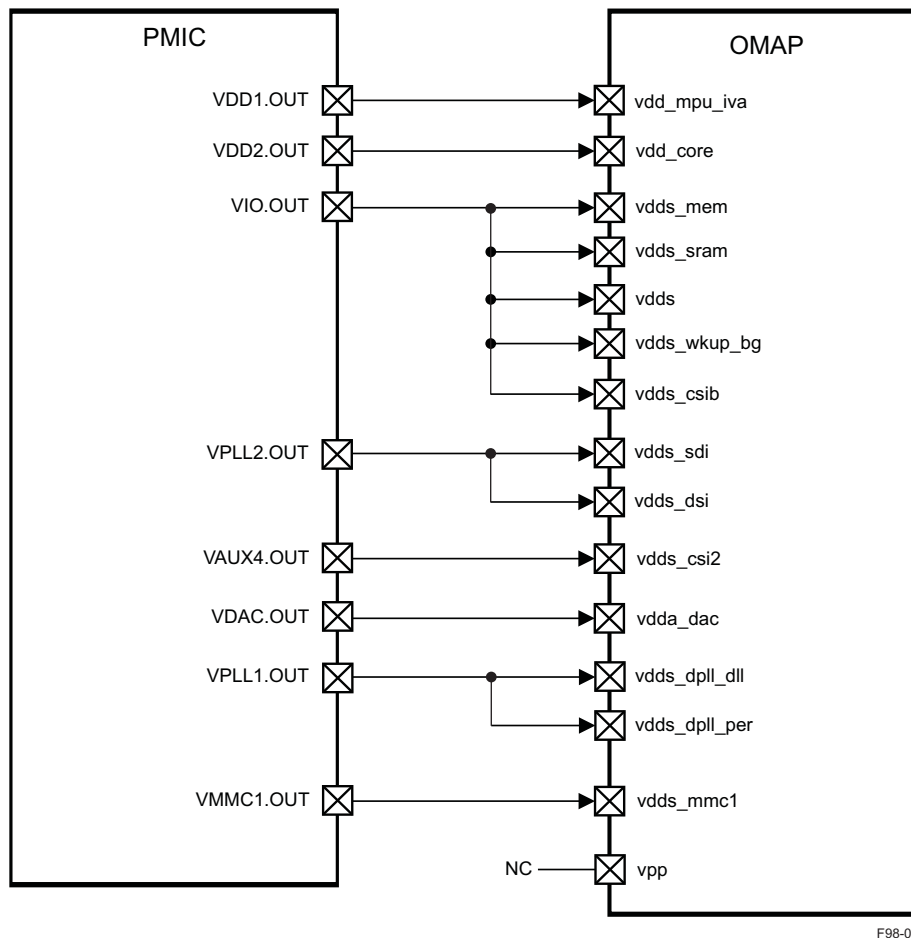 PMIC
OMAP
VDD1.OUT
vdd_mpu_iva
VDD2.OUT
vdd_core
VIO.OUT
vdds_mem
vdds_sram
vdds
vdds_wkup_bg
vdds_csib
VPLL2.OUT
vdds_sdi
vdds_dsi
VAUX4.OUT
vdds_csi2
VDAC.OUT
vdda_dac
VPLL1.OUT
vdds_dpll_dll
vdds_dpll_per
VMMC1.OUT
vdds_mmc1
NC
vpp